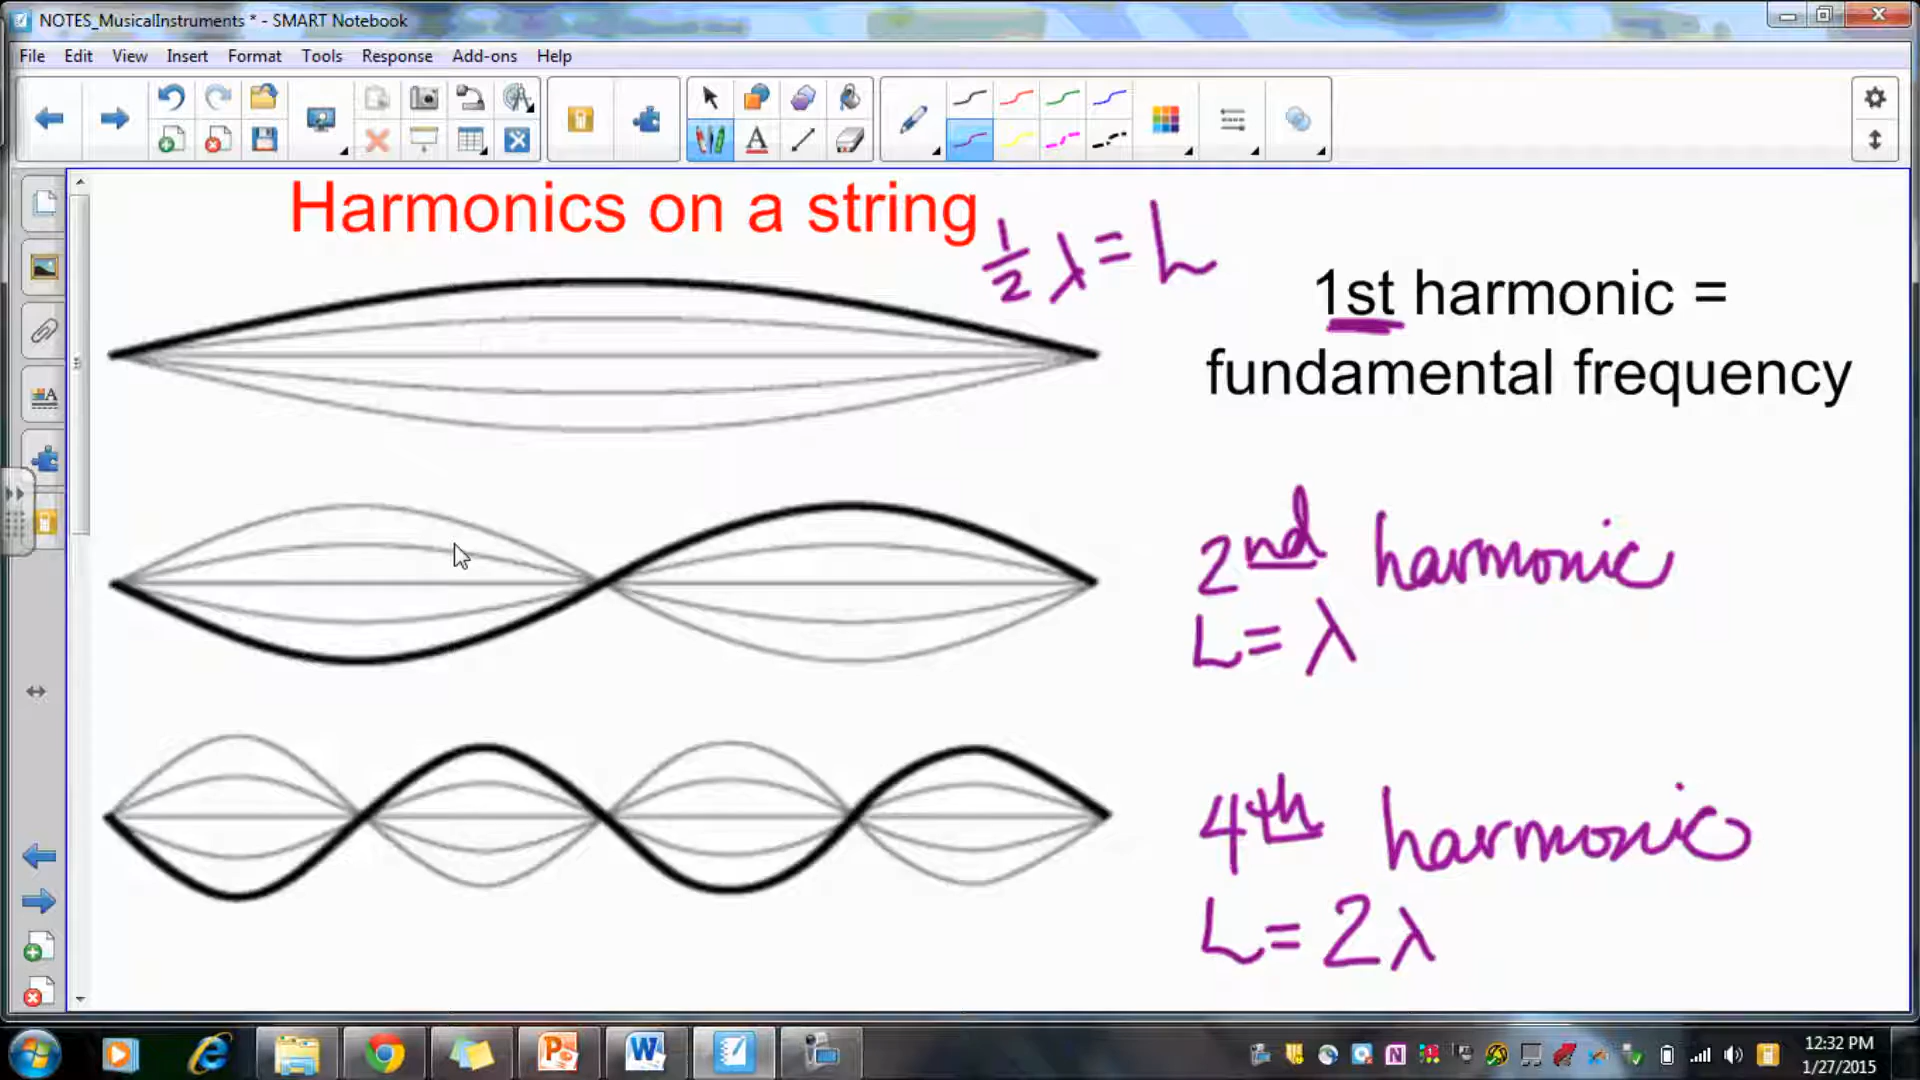 NOTES_MusicalInstruments * - SMART Notebook
File Edit View Insert Format Tools Response Add-ons Help
Harmonics on a string
½ λ = L
1st harmonic =
fundamental frequency
2nd harmonic
L = λ
4th harmonic
L = 2λ
12:32 PM
1/27/2015